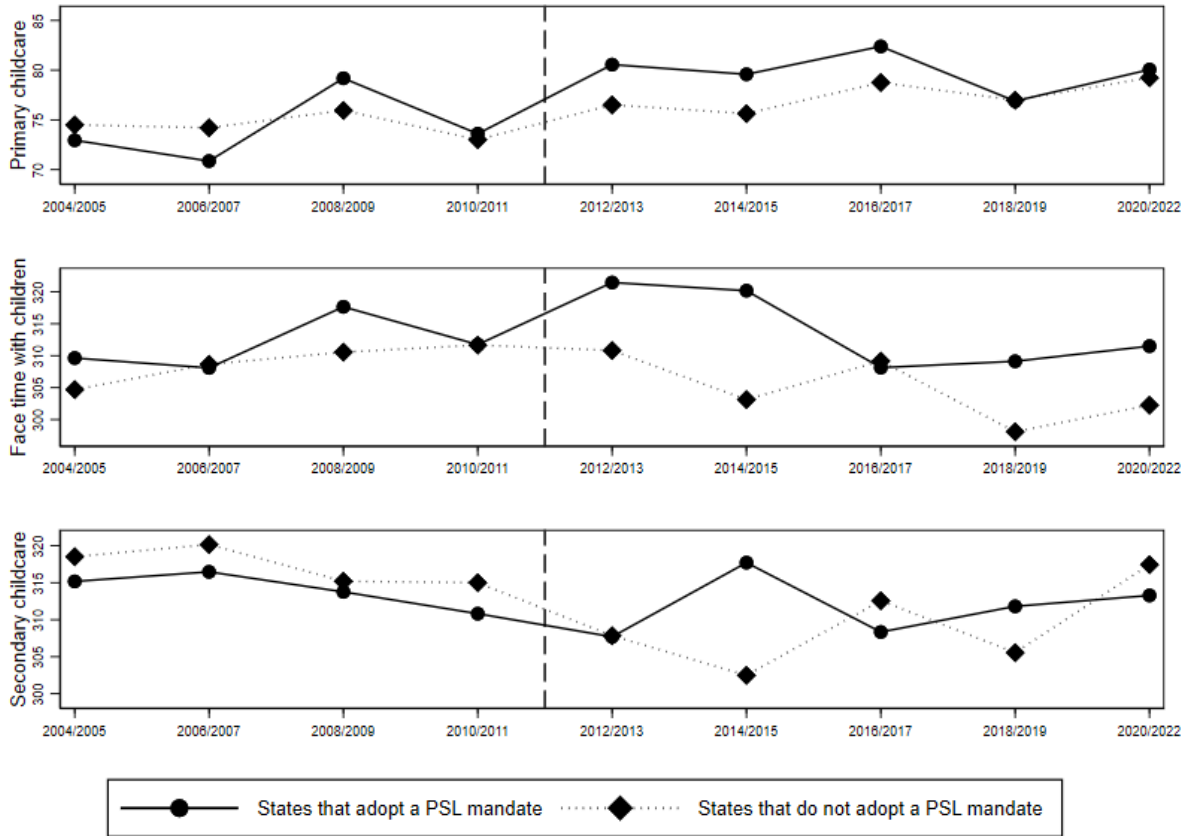 Primary childcare
85
80
75
70
2004/2005 2006/2007 2008/2009 2010/2011 2012/2013 2014/2015 2016/2017 2018/2019 2020/2022
Face time with children
320
315
310
305
300
2004/2005 2006/2007 2008/2009 2010/2011 2012/2013 2014/2015 2016/2017 2018/2019 2020/2022
Secondary childcare
320
315
310
305
300
2004/2005 2006/2007 2008/2009 2010/2011 2012/2013 2014/2015 2016/2017 2018/2019 2020/2022
States that adopt a PSL mandate States that do not adopt a PSL mandate